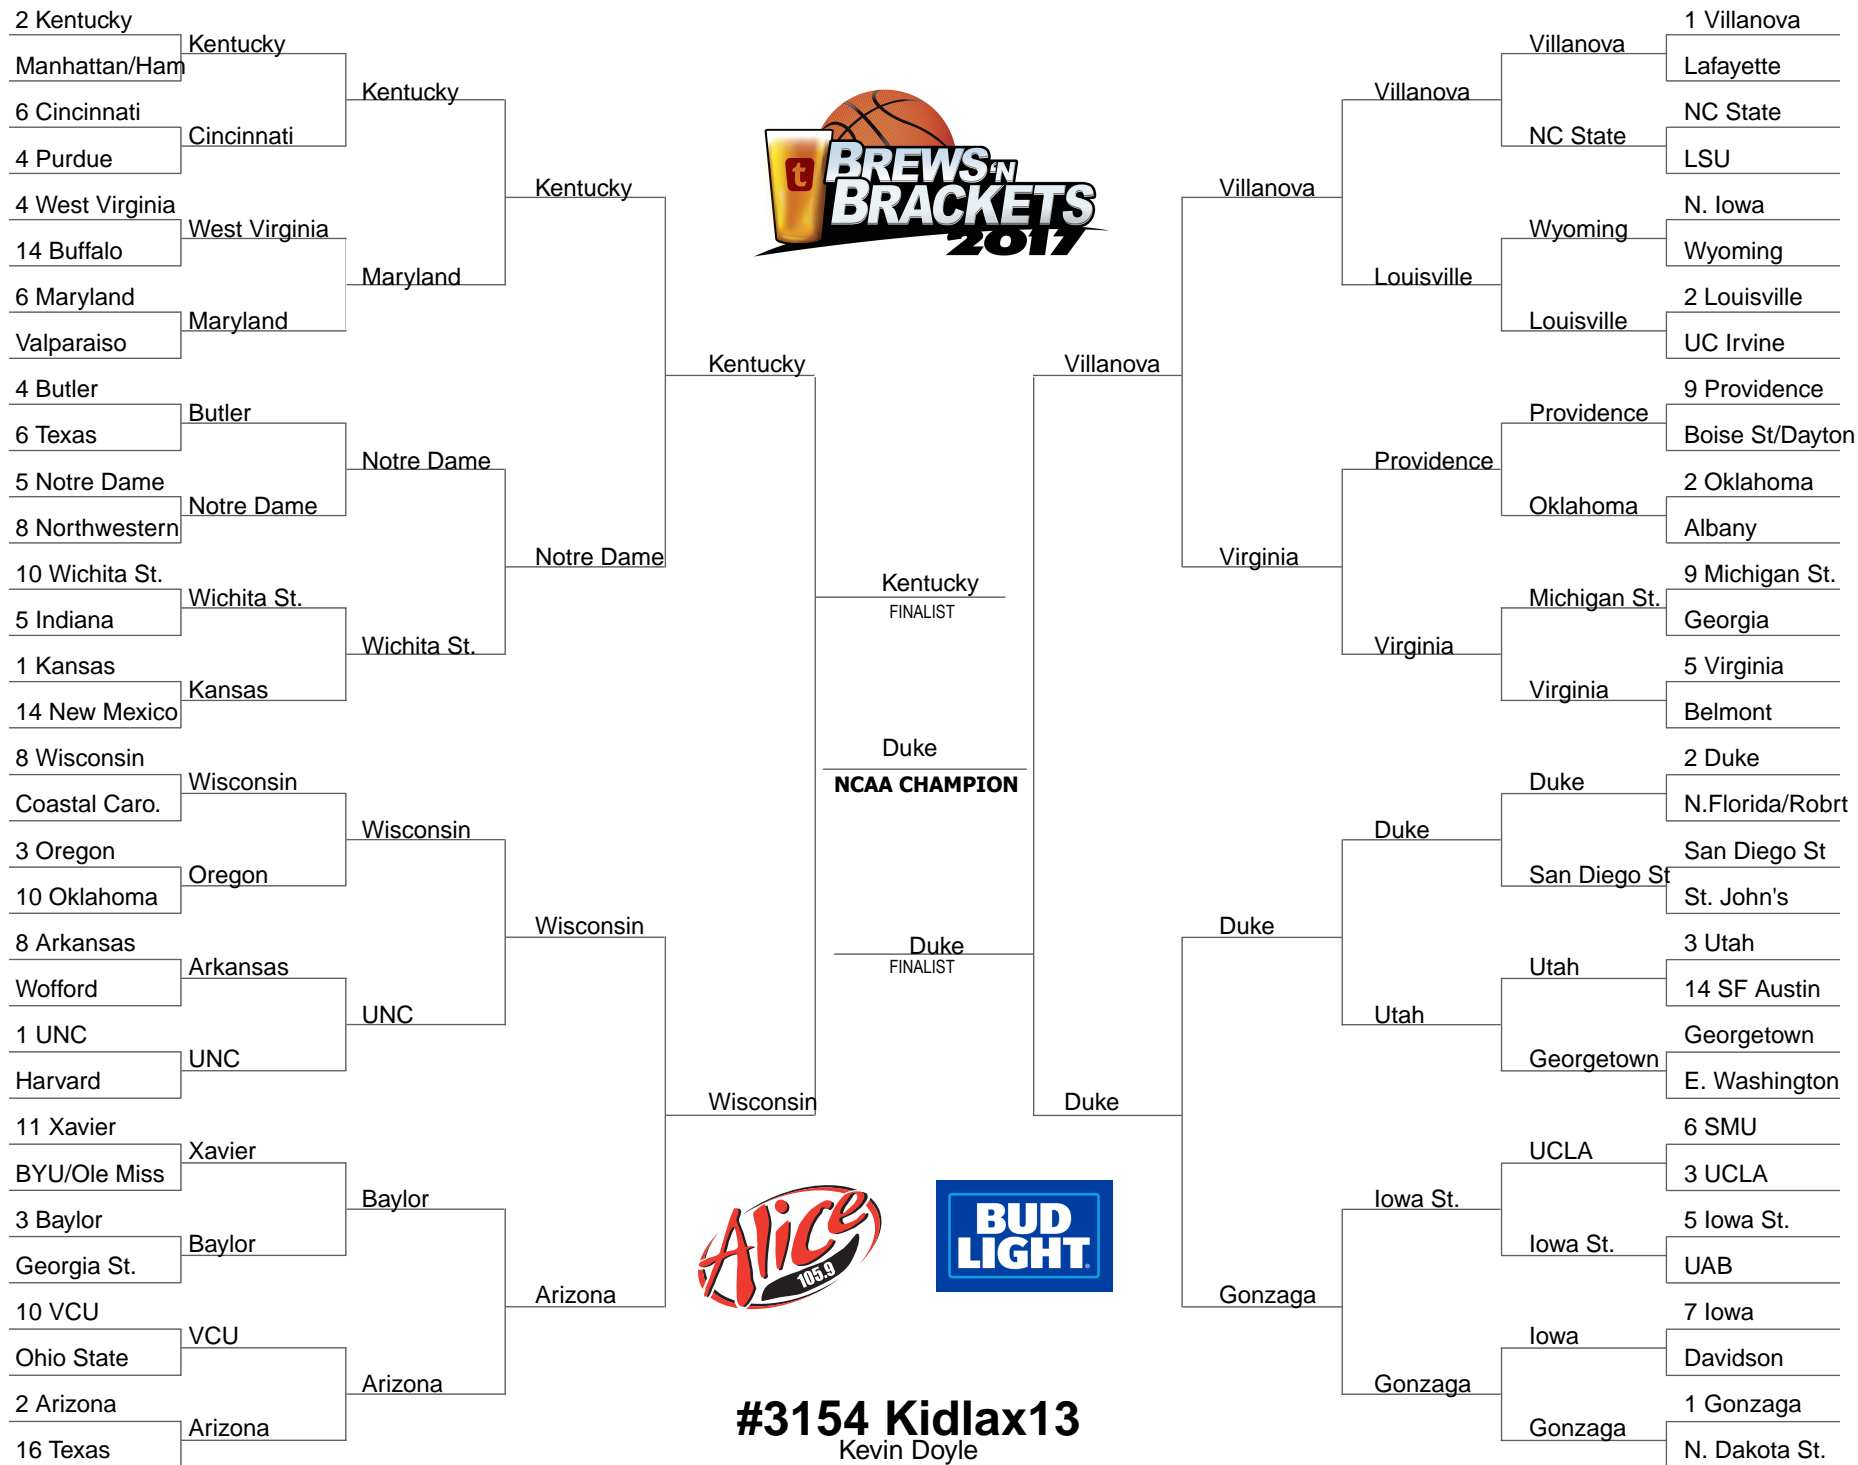 2 Kentucky
Manhattan/Ham
6 Cincinnati
4 Purdue
4 West Virginia
14 Buffalo
6 Maryland
Valparaiso
4 Butler
6 Texas
5 Notre Dame
8 Northwestern
10 Wichita St.
5 Indiana
1 Kansas
14 New Mexico
8 Wisconsin
Coastal Caro.
3 Oregon
10 Oklahoma
8 Arkansas
Wofford
1 UNC
Harvard
11 Xavier
BYU/Ole Miss
3 Baylor
Georgia St.
10 VCU
Ohio State
2 Arizona
16 Texas
Kentucky
Cincinnati
West Virginia
Maryland
Butler
Notre Dame
Wichita St.
Kansas
Wisconsin
Oregon
Arkansas
UNC
Xavier
Baylor
VCU
Arizona
Kentucky
Maryland
Notre Dame
Wichita St.
Wisconsin
UNC
Baylor
Arizona
Kentucky
Notre Dame
Wisconsin
Arizona
Kentucky
Wisconsin
t
BREWS 'N
BRACKETS
2017
Kentucky
FINALIST
Duke
NCAA CHAMPION
Duke
FINALIST
Alice
105.9
BUD
LIGHT
#3154 Kidlax13
Kevin Doyle
Villanova
Duke
Villanova
Virginia
Duke
Gonzaga
Villanova
Louisville
Providence
Virginia
Duke
Utah
Iowa St.
Gonzaga
Villanova
NC State
Wyoming
Louisville
Providence
Oklahoma
Michigan St.
Virginia
Duke
San Diego St
Utah
Georgetown
UCLA
Iowa St.
Iowa
Gonzaga
1 Villanova
Lafayette
NC State
LSU
N. Iowa
Wyoming
2 Louisville
UC Irvine
9 Providence
Boise St/Dayton
2 Oklahoma
Albany
9 Michigan St.
Georgia
5 Virginia
Belmont
2 Duke
N.Florida/Robrt
San Diego St
St. John's
3 Utah
14 SF Austin
Georgetown
E. Washington
6 SMU
3 UCLA
5 Iowa St.
UAB
7 Iowa
Davidson
1 Gonzaga
N. Dakota St.